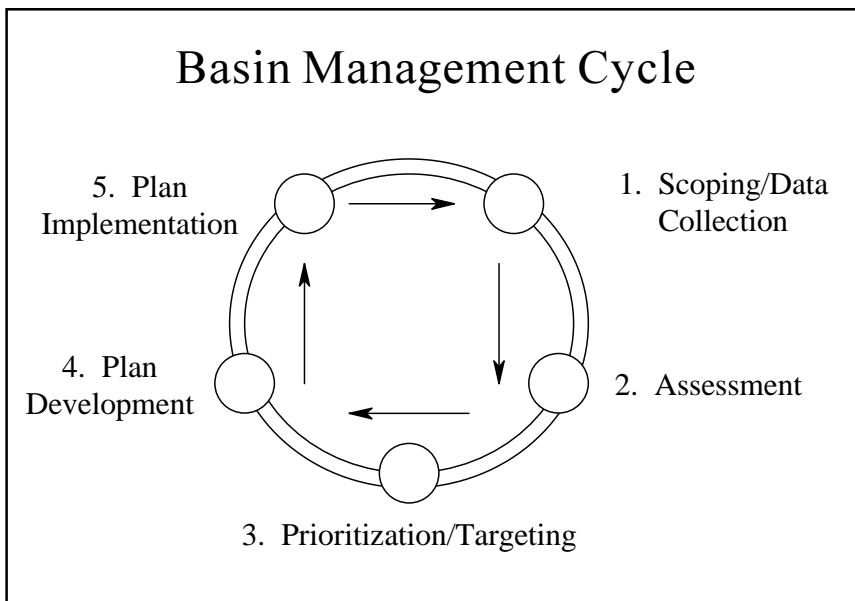 Basin Management Cycle
5. Plan
Implementation
1. Scoping/Data
Collection
4. Plan
Development
2. Assessment
3. Prioritization/Targeting